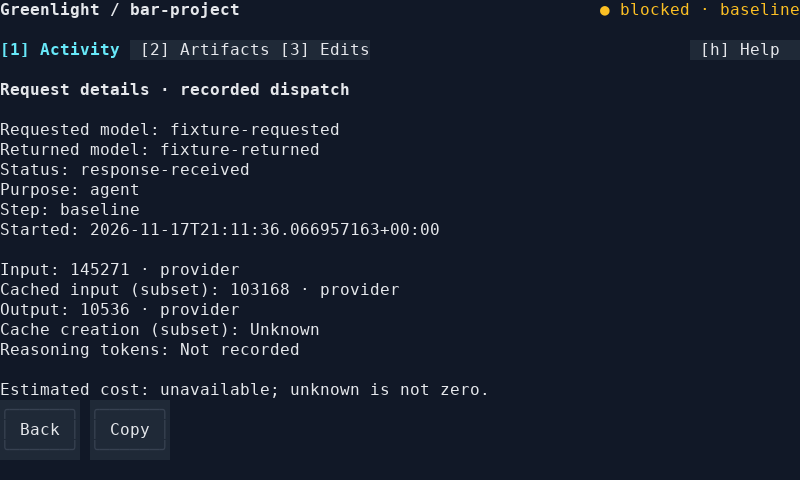 Greenlight / bar-project ● blocked · baseline
[1] Activity [2] Artifacts [3] Edits [h] Help
Request details · recorded dispatch
Requested model: fixture-requested
Returned model: fixture-returned
Status: response-received
Purpose: agent
Step: baseline
Started: 2026-11-17T21:11:36.066957163+00:00
Input: 145271 · provider
Cached input (subset): 103168 · provider
Output: 10536 · provider
Cache creation (subset): Unknown
Reasoning tokens: Not recorded
Estimated cost: unavailable; unknown is not zero.
Back Copy